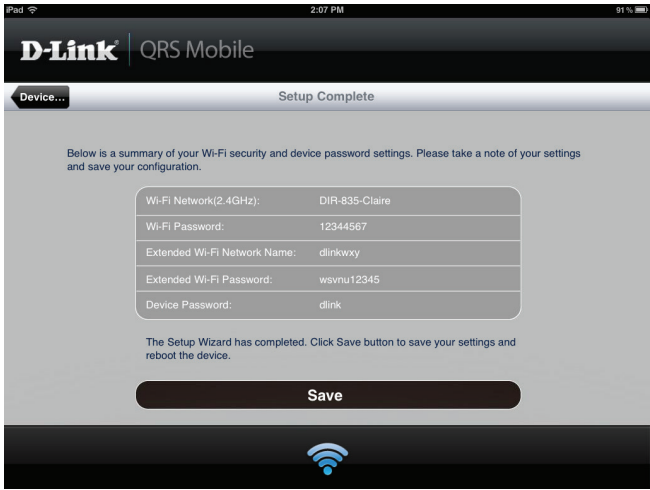 iPad 2:07 PM 91%
D-Link® QRS Mobile
Device... Setup Complete
Below is a summary of your Wi-Fi security and device password settings. Please take a note of your settings
and save your configuration.
Wi-Fi Network(2.4GHz): DIR-835-Claire
Wi-Fi Password: 12344567
Extended Wi-Fi Network Name: dlinkwxy
Extended Wi-Fi Password: wsvnu12345
Device Password: dlink
The Setup Wizard has completed. Click Save button to save your settings and
reboot the device.
Save